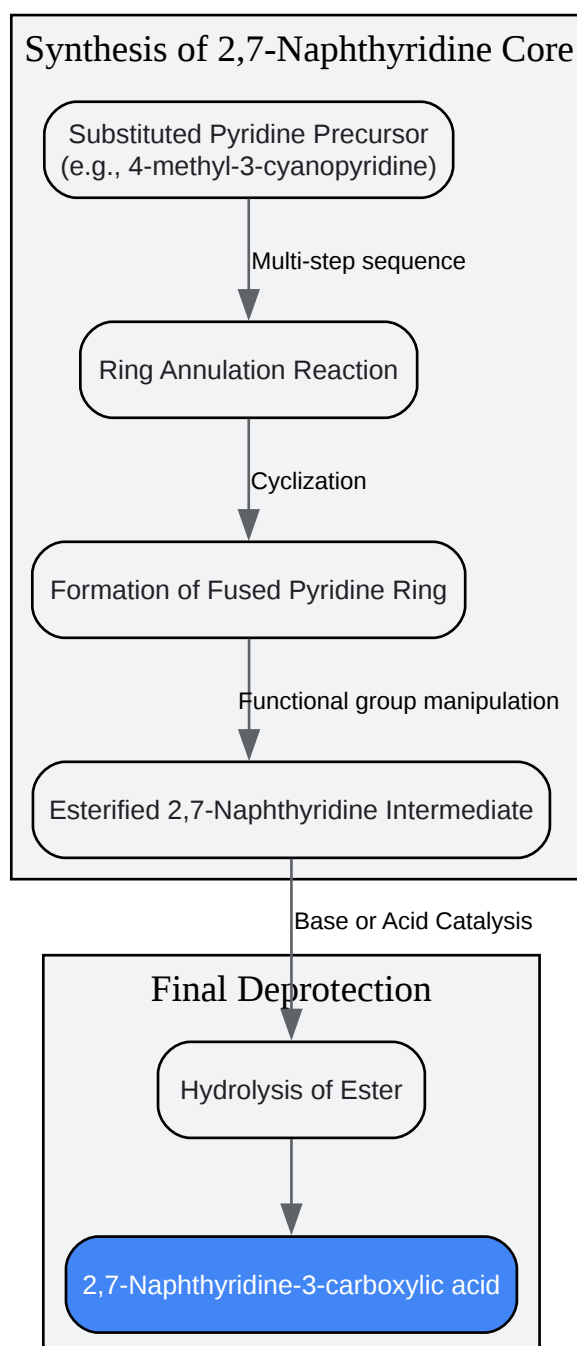 Synthesis of 2,7-Naphthyridine Core
Substituted Pyridine Precursor
(e.g., 4-methyl-3-cyanopyridine)
Multi-step sequence
Ring Annulation Reaction
Cyclization
Formation of Fused Pyridine Ring
Functional group manipulation
Esterified 2,7-Naphthyridine Intermediate
Base or Acid Catalysis
Final Deprotection
Hydrolysis of Ester
2,7-Naphthyridine-3-carboxylic acid